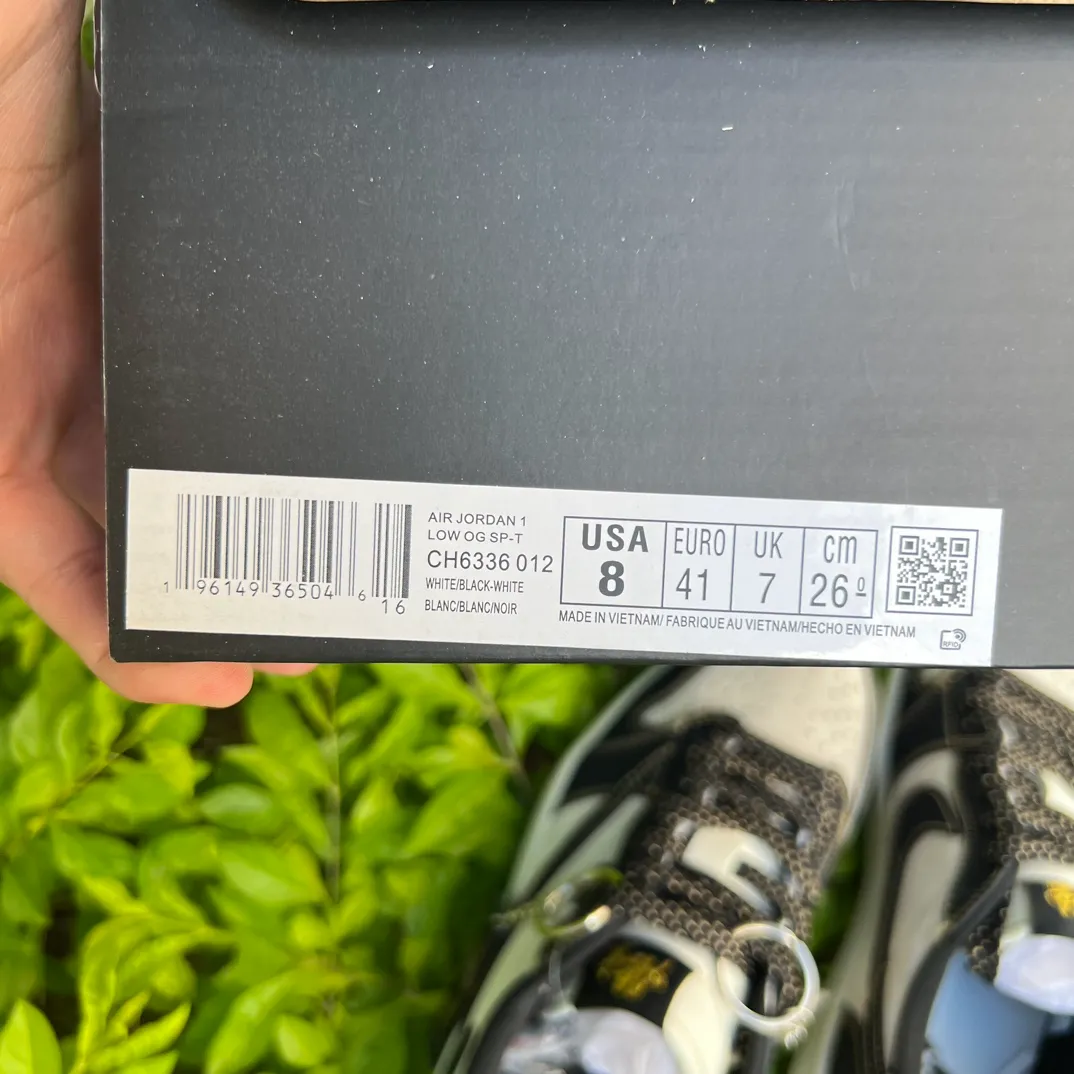 AIR JORDAN 1
LOW OG SP-T
CH6336 012
WHITE/BLACK-WHITE
BLANC/BLANC/NOIR
1 96149 36504 6
16
USA EURO UK cm
8 41 7 26º
MADE IN VIETNAM/ FABRIQUE AU VIETNAM/HECHO EN VIETNAM
RFID